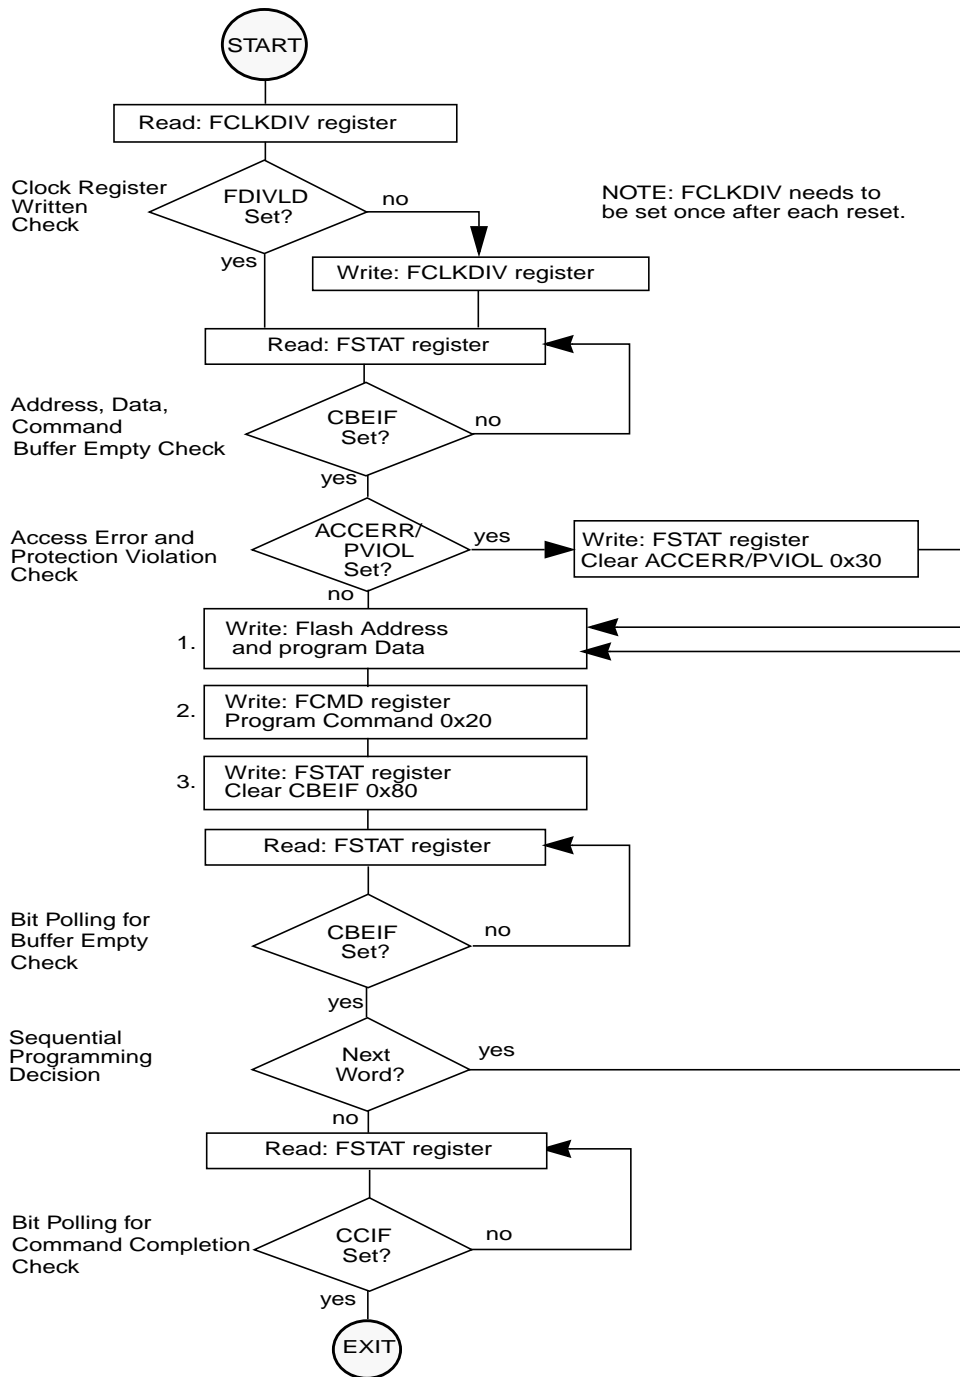 START
Read: FCLKDIV register
Clock Register
Written
Check
FDIVLD
Set?
no
yes
NOTE: FCLKDIV needs to
be set once after each reset.
Write: FCLKDIV register
Read: FSTAT register
Address, Data,
Command
Buffer Empty Check
CBEIF
Set?
no
yes
Access Error and
Protection Violation
Check
ACCERR/
PVIOL
Set?
yes
no
Write: FSTAT register
Clear ACCERR/PVIOL 0x30
1.
Write: Flash Address
and program Data
2.
Write: FCMD register
Program Command 0x20
3.
Write: FSTAT register
Clear CBEIF 0x80
Read: FSTAT register
Bit Polling for
Buffer Empty
Check
CBEIF
Set?
no
yes
Sequential
Programming
Decision
Next
Word?
yes
no
Read: FSTAT register
Bit Polling for
Command Completion
Check
CCIF
Set?
no
yes
EXIT